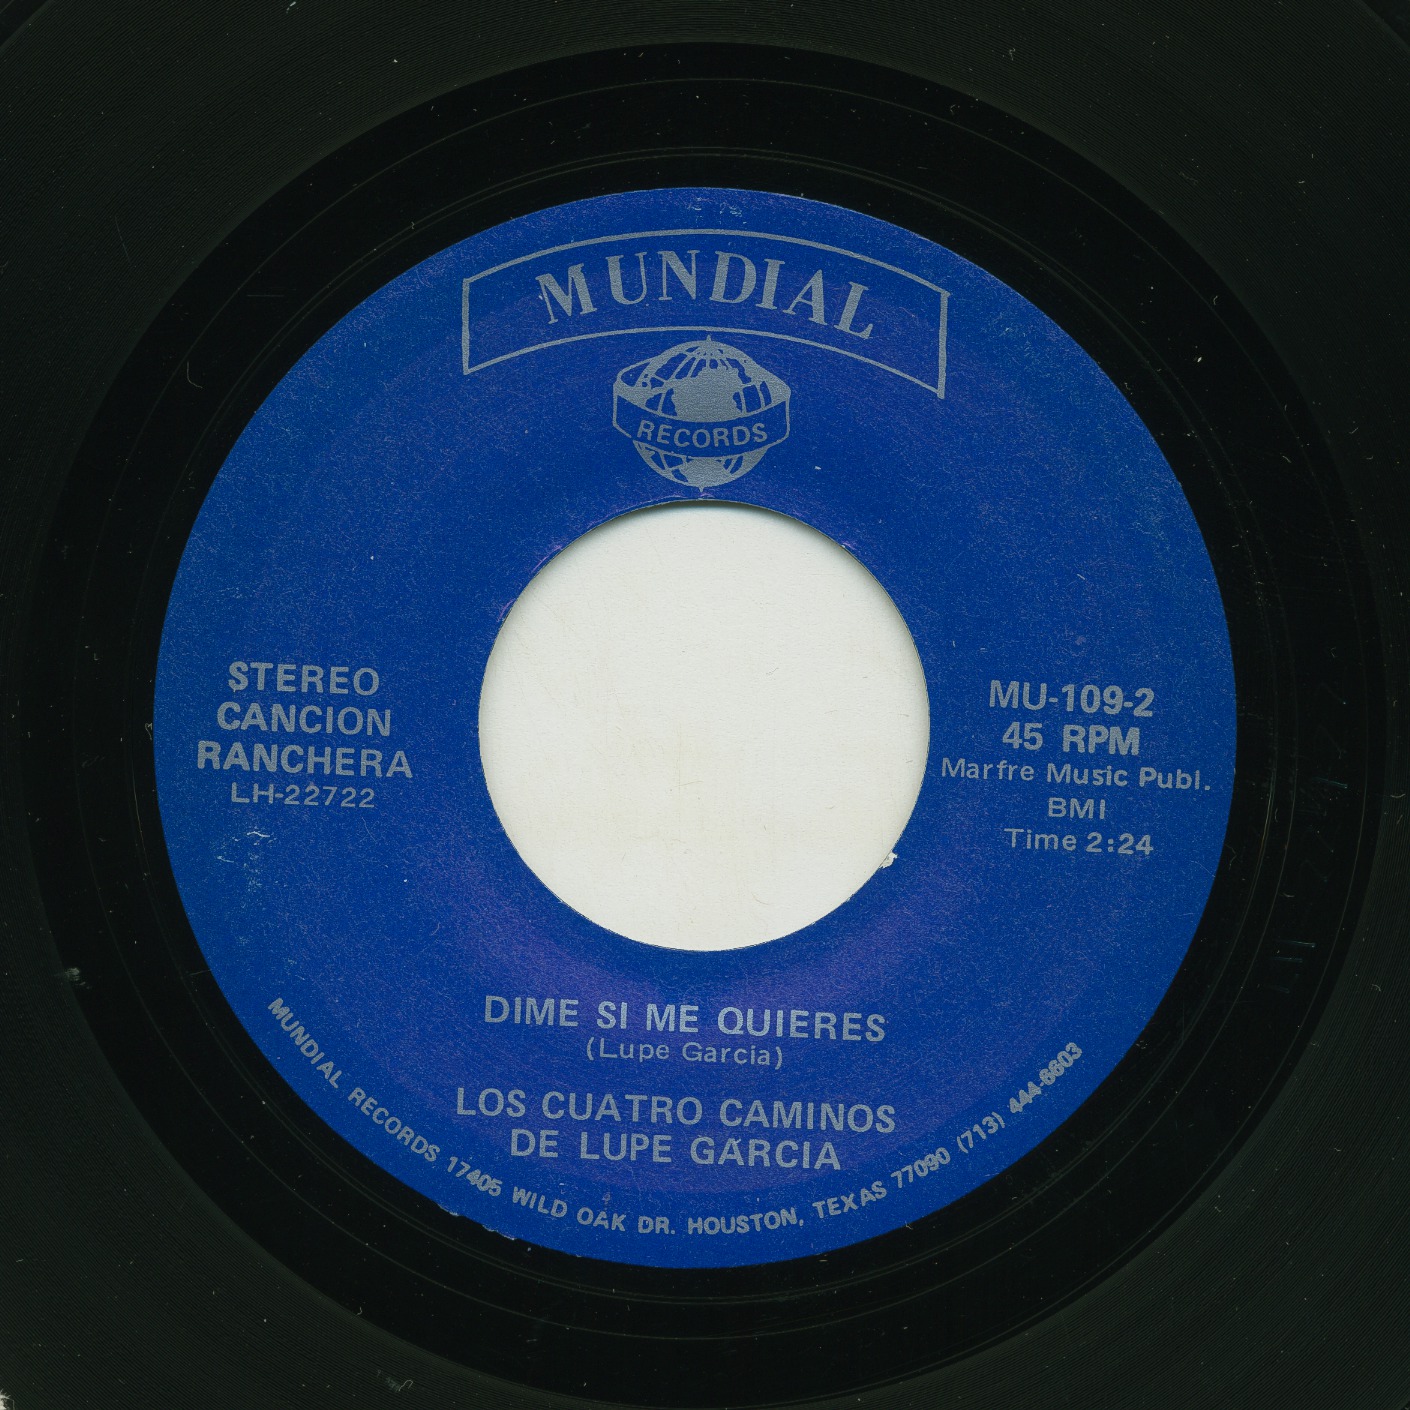 MUNDIAL
RECORDS
STEREO
CANCION
RANCHERA
LH-22722
MU-109-2
45 RPM
Marfre Music Publ.
BMI
Time 2:24
DIME SI ME QUIERES
(Lupe Garcia)
LOS CUATRO CAMINOS
DE LUPE GARCIA
MUNDIAL RECORDS 17405 WILD OAK DR. HOUSTON, TEXAS 77090 (713) 444-6603